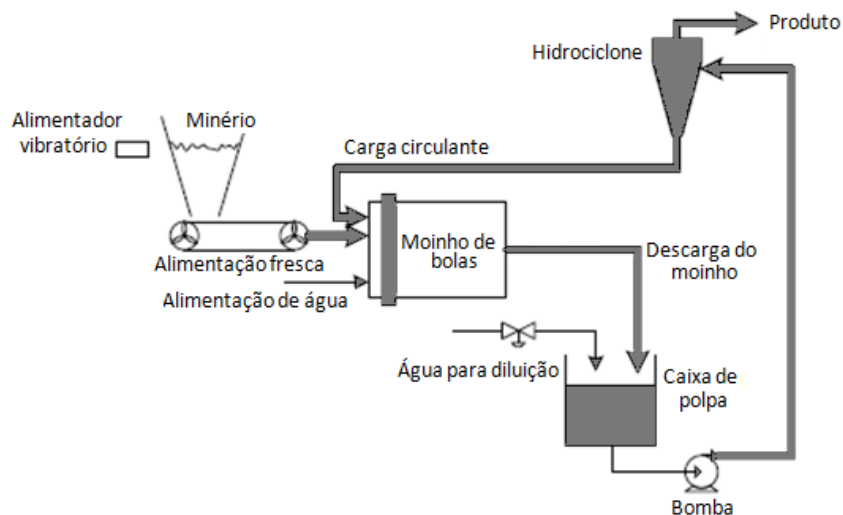 Produto
Hidrociclone
Alimentador
vibratório
Minério
Carga circulante
Moinho de
bolas
Descarga do
moinho
Alimentação fresca
Alimentação de água
Água para diluição
Caixa de
polpa
Bomba